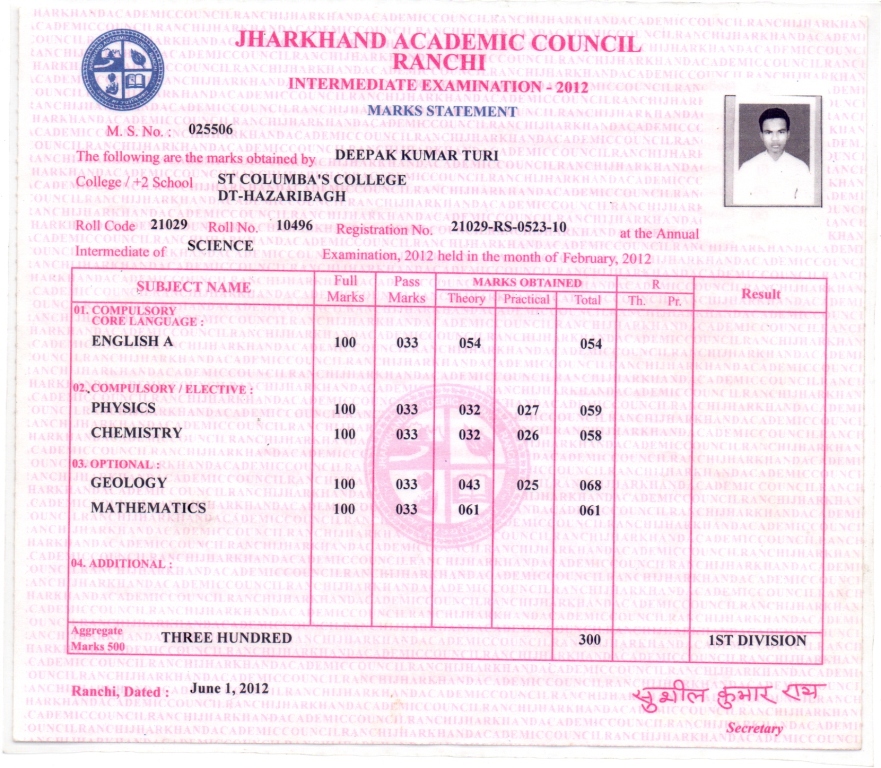 JHARKHAND ACADEMIC COUNCIL
RANCHI
INTERMEDIATE EXAMINATION - 2012
MARKS STATEMENT
M. S. No. : 025506
The following are the marks obtained by DEEPAK KUMAR TURI
College / +2 School ST COLUMBA'S COLLEGE
DT-HAZARIBAGH
Roll Code 21029 Roll No. 10496 Registration No. 21029-RS-0523-10 at the Annual
Intermediate of SCIENCE Examination, 2012 held in the month of February, 2012
SUBJECT NAME Full Marks Pass Marks MARKS OBTAINED R Result
Theory Practical Total Th. Pr.
01. COMPULSORY
CORE LANGUAGE :
ENGLISH A 100 033 054 054
02. COMPULSORY / ELECTIVE :
PHYSICS 100 033 032 027 059
CHEMISTRY 100 033 032 026 058
03. OPTIONAL :
GEOLOGY 100 033 043 025 068
MATHEMATICS 100 033 061 061
04. ADDITIONAL :
Aggregate
Marks 500 THREE HUNDRED 300 1ST DIVISION
Ranchi, Dated : June 1, 2012
सुशील कुमार राय
Secretary